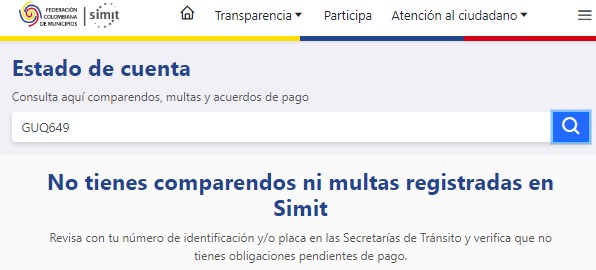 FEDERACIÓN
COLOMBIANA
DE MUNICIPIOS
simit
Transparencia
Participa
Atención al ciudadano
Estado de cuenta
Consulta aquí comparendos, multas y acuerdos de pago
GUQ649
No tienes comparendos ni multas registradas en
Simit
Revisa con tu número de identificación y/o placa en las Secretarías de Tránsito y verifica que no
tienes obligaciones pendientes de pago.